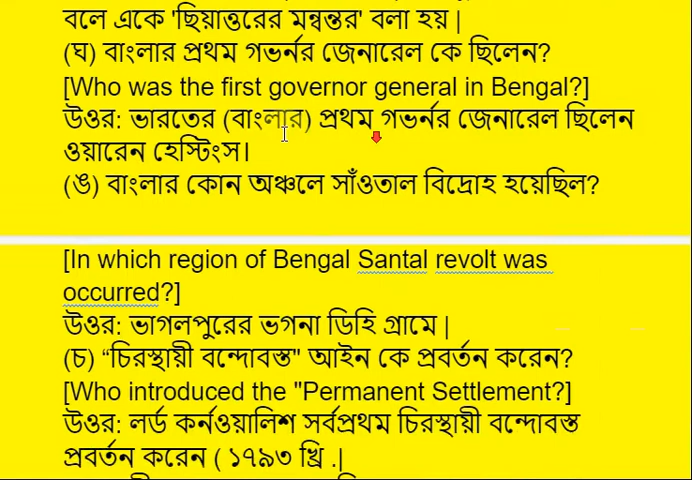 বলে একে 'ছিয়াত্তরের মন্বন্তর' বলা হয় |
(ঘ) বাংলার প্রথম গভর্নর জেনারেল কে ছিলেন?
[Who was the first governor general in Bengal?]
উওর: ভারতের (বাংলার) প্রথম গভর্নর জেনারেল ছিলেন
ওয়ারেন হেস্টিংস।
(ঙ) বাংলার কোন অঞ্চলে সাঁওতাল বিদ্রোহ হয়েছিল?
[In which region of Bengal Santal revolt was
occurred?]
উওর: ভাগলপুরের ভগনা ডিহি গ্রামে |
(চ) “চিরস্থায়ী বন্দোবস্ত" আইন কে প্রবর্তন করেন?
[Who introduced the "Permanent Settlement?]
উওর: লর্ড কর্নওয়ালিশ সর্বপ্রথম চিরস্থায়ী বন্দোবস্ত
প্রবর্তন করেন ( ১৭৯৩ খ্রি .|